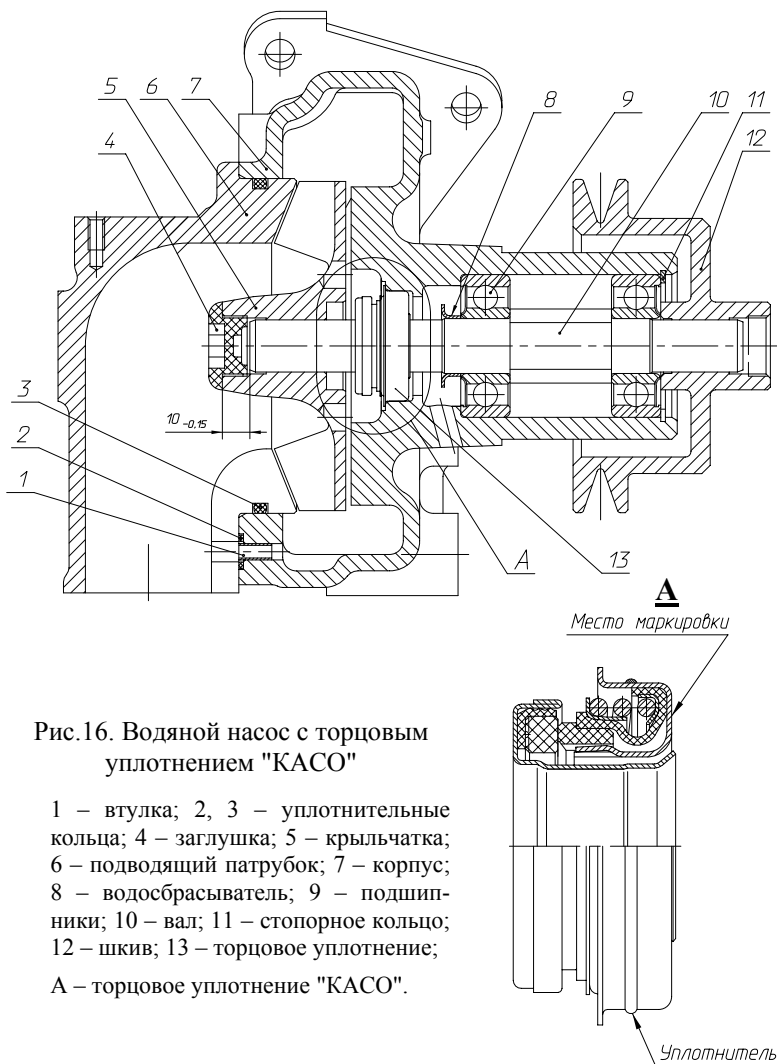 5
6
7
8
9
10
11
4
12
3
10 -0,15
2
1
A
13
A
Место маркировки
Рис.16. Водяной насос с торцовым
уплотнением "КАСО"
1 – втулка; 2, 3 – уплотнительные
кольца; 4 – заглушка; 5 – крыльчатка;
6 – подводящий патрубок; 7 – корпус;
8 – водосбрасыватель; 9 – подшип-
ники; 10 – вал; 11 – стопорное кольцо;
12 – шкив; 13 – торцовое уплотнение;
А – торцовое уплотнение "КАСО".
Уплотнитель